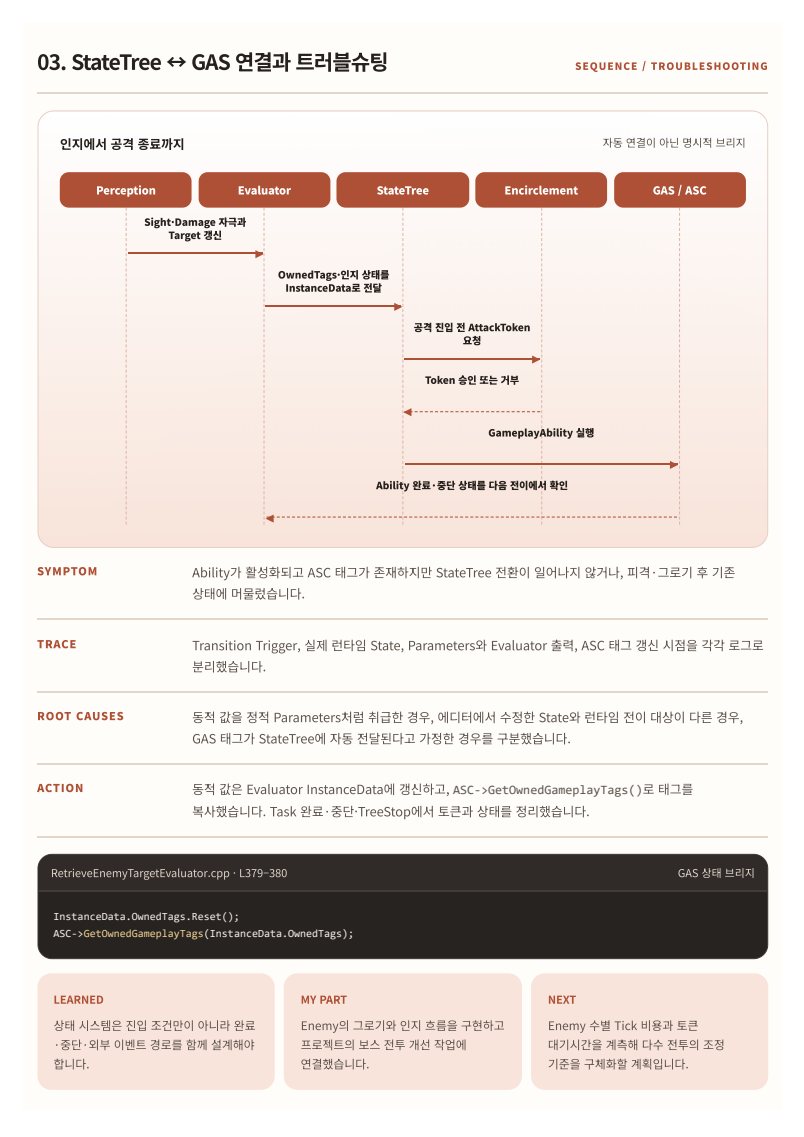 03. StateTree ↔ GAS 연결과 트러블슈팅
SEQUENCE / TROUBLESHOOTING
인지에서 공격 종료까지
자동 연결이 아닌 명시적 브리지
Perception
Evaluator
StateTree
Encirclement
GAS / ASC
Sight·Damage 자극과
Target 갱신
OwnedTags·인지 상태를
InstanceData로 전달
공격 진입 전 AttackToken
요청
Token 승인 또는 거부
GameplayAbility 실행
Ability 완료·중단 상태를 다음 전이에서 확인
SYMPTOM
Ability가 활성화되고 ASC 태그가 존재하지만 StateTree 전환이 일어나지 않거나, 피격·그로기 후 기존
상태에 머물렀습니다.
TRACE
Transition Trigger, 실제 런타임 State, Parameters와 Evaluator 출력, ASC 태그 갱신 시점을 각각 로그로
분리했습니다.
ROOT CAUSES
동적 값을 정적 Parameters처럼 취급한 경우, 에디터에서 수정한 State와 런타임 전이 대상이 다른 경우,
GAS 태그가 StateTree에 자동 전달된다고 가정한 경우를 구분했습니다.
ACTION
동적 값은 Evaluator InstanceData에 갱신하고, ASC->GetOwnedGameplayTags()로 태그를
복사했습니다. Task 완료·중단·TreeStop에서 토큰과 상태를 정리했습니다.
RetrieveEnemyTargetEvaluator.cpp · L379–380
GAS 상태 브리지
InstanceData.OwnedTags.Reset();
ASC->GetOwnedGameplayTags(InstanceData.OwnedTags);
LEARNED
상태 시스템은 진입 조건만이 아니라 완료
·중단·외부 이벤트 경로를 함께 설계해야
합니다.
MY PART
Enemy의 그로기와 인지 흐름을 구현하고
프로젝트의 보스 전투 개선 작업에
연결했습니다.
NEXT
Enemy 수별 Tick 비용과 토큰
대기시간을 계측해 다수 전투의 조정
기준을 구체화할 계획입니다.